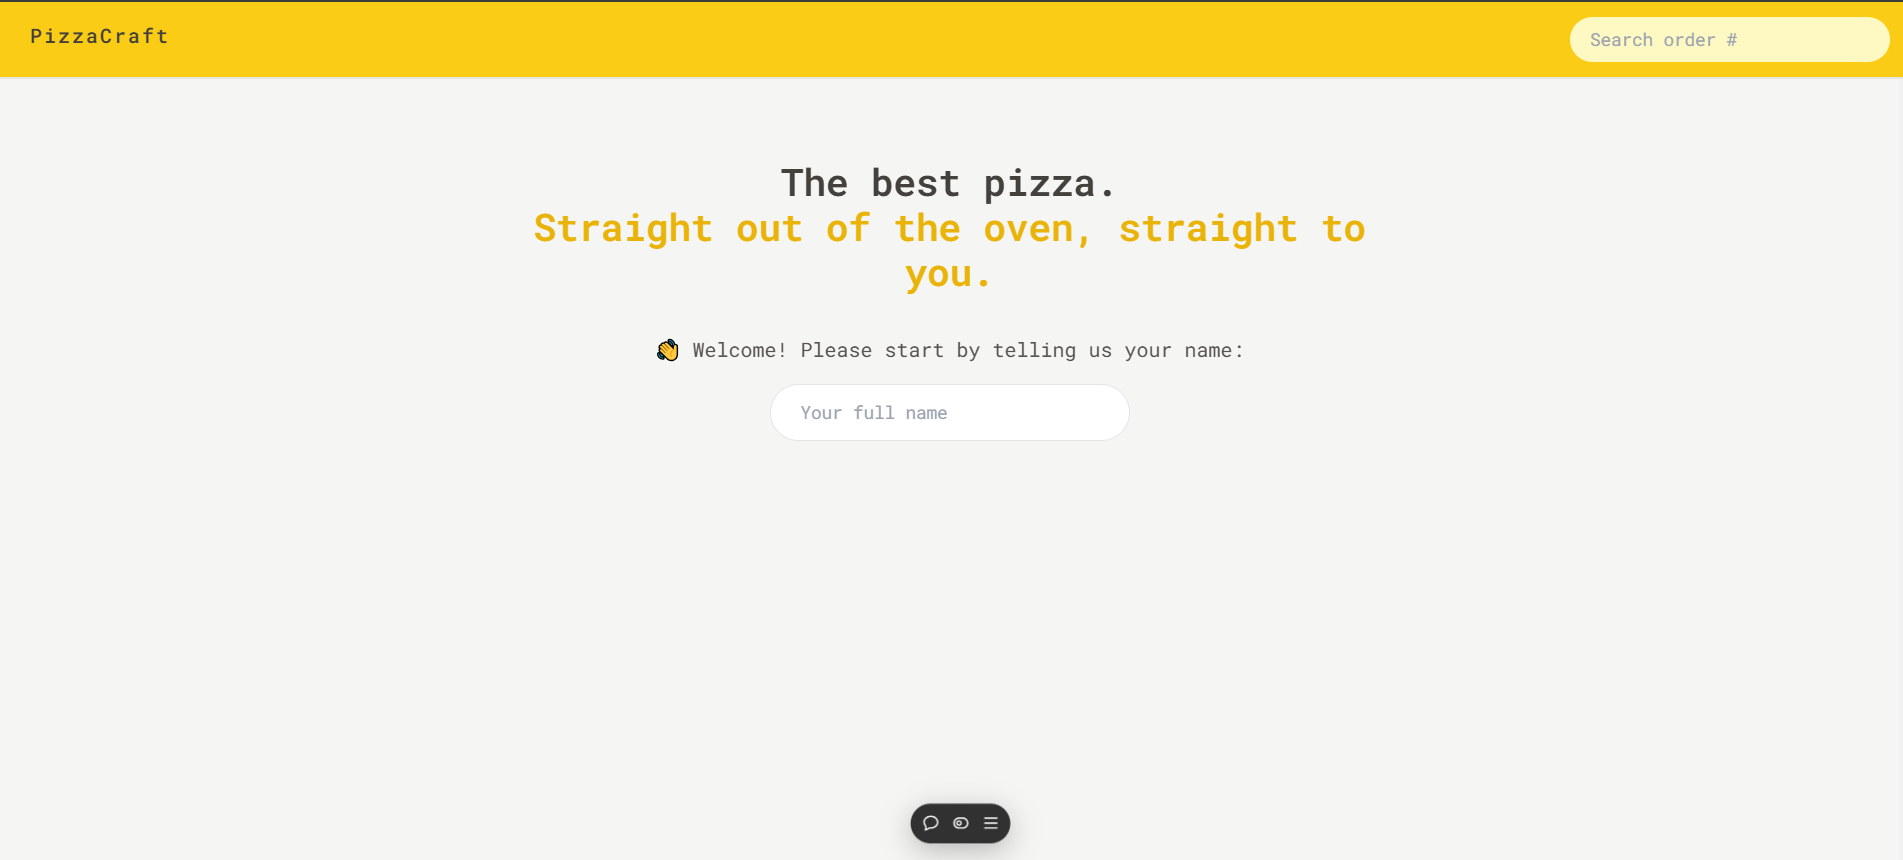 PizzaCraft
Search order #
The best pizza.
Straight out of the oven, straight to
you.
👋 Welcome! Please start by telling us your name:
Your full name